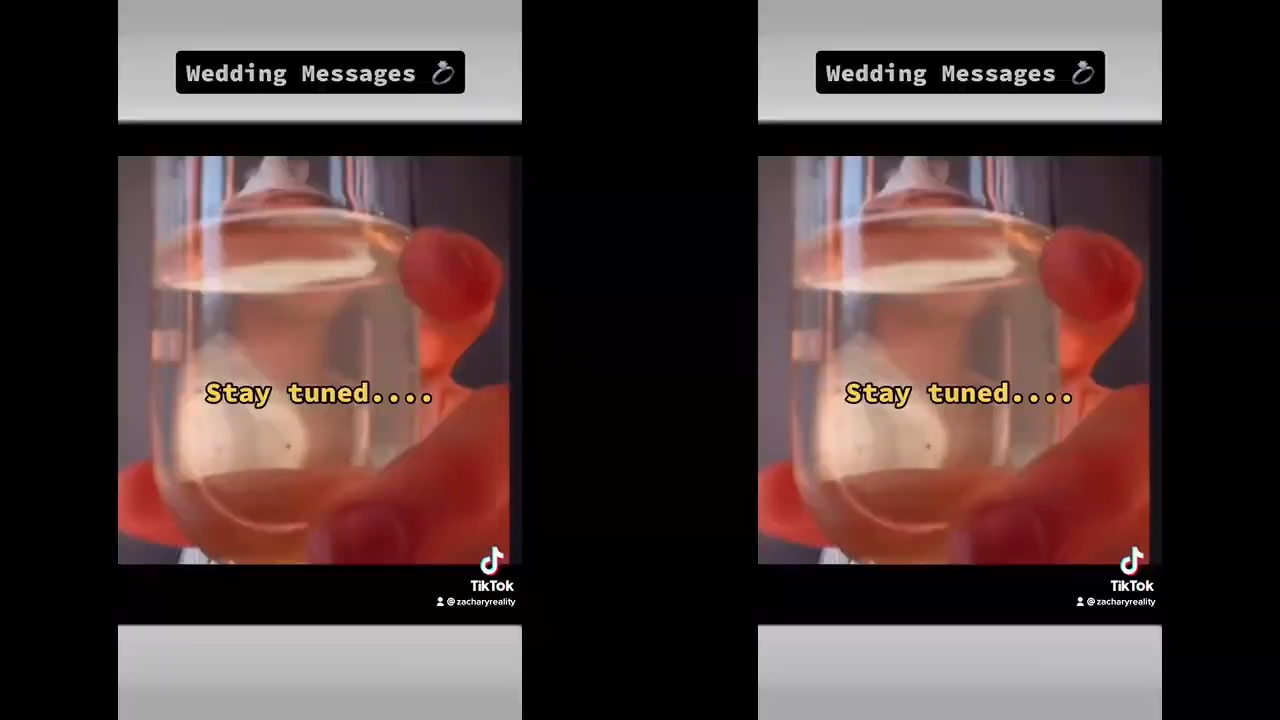 Wedding Messages 💍
Stay tuned....
TikTok
@zacharyreality
Wedding Messages 💍
Stay tuned....
TikTok
@zacharyreality